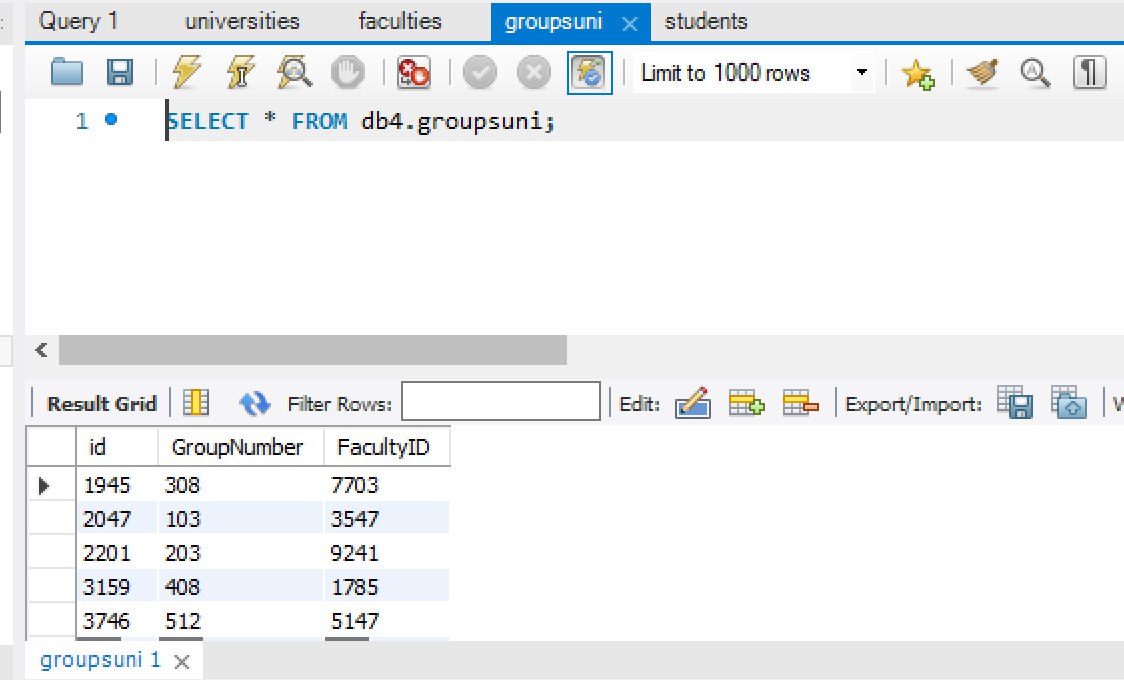 Query 1 universities faculties groupsuni students
Limit to 1000 rows
1 SELECT * FROM db4.groupsuni;
Result Grid Filter Rows: Edit: Export/Import:
id GroupNumber FacultyID
1945 308 7703
2047 103 3547
2201 203 9241
3159 408 1785
3746 512 5147
groupsuni 1